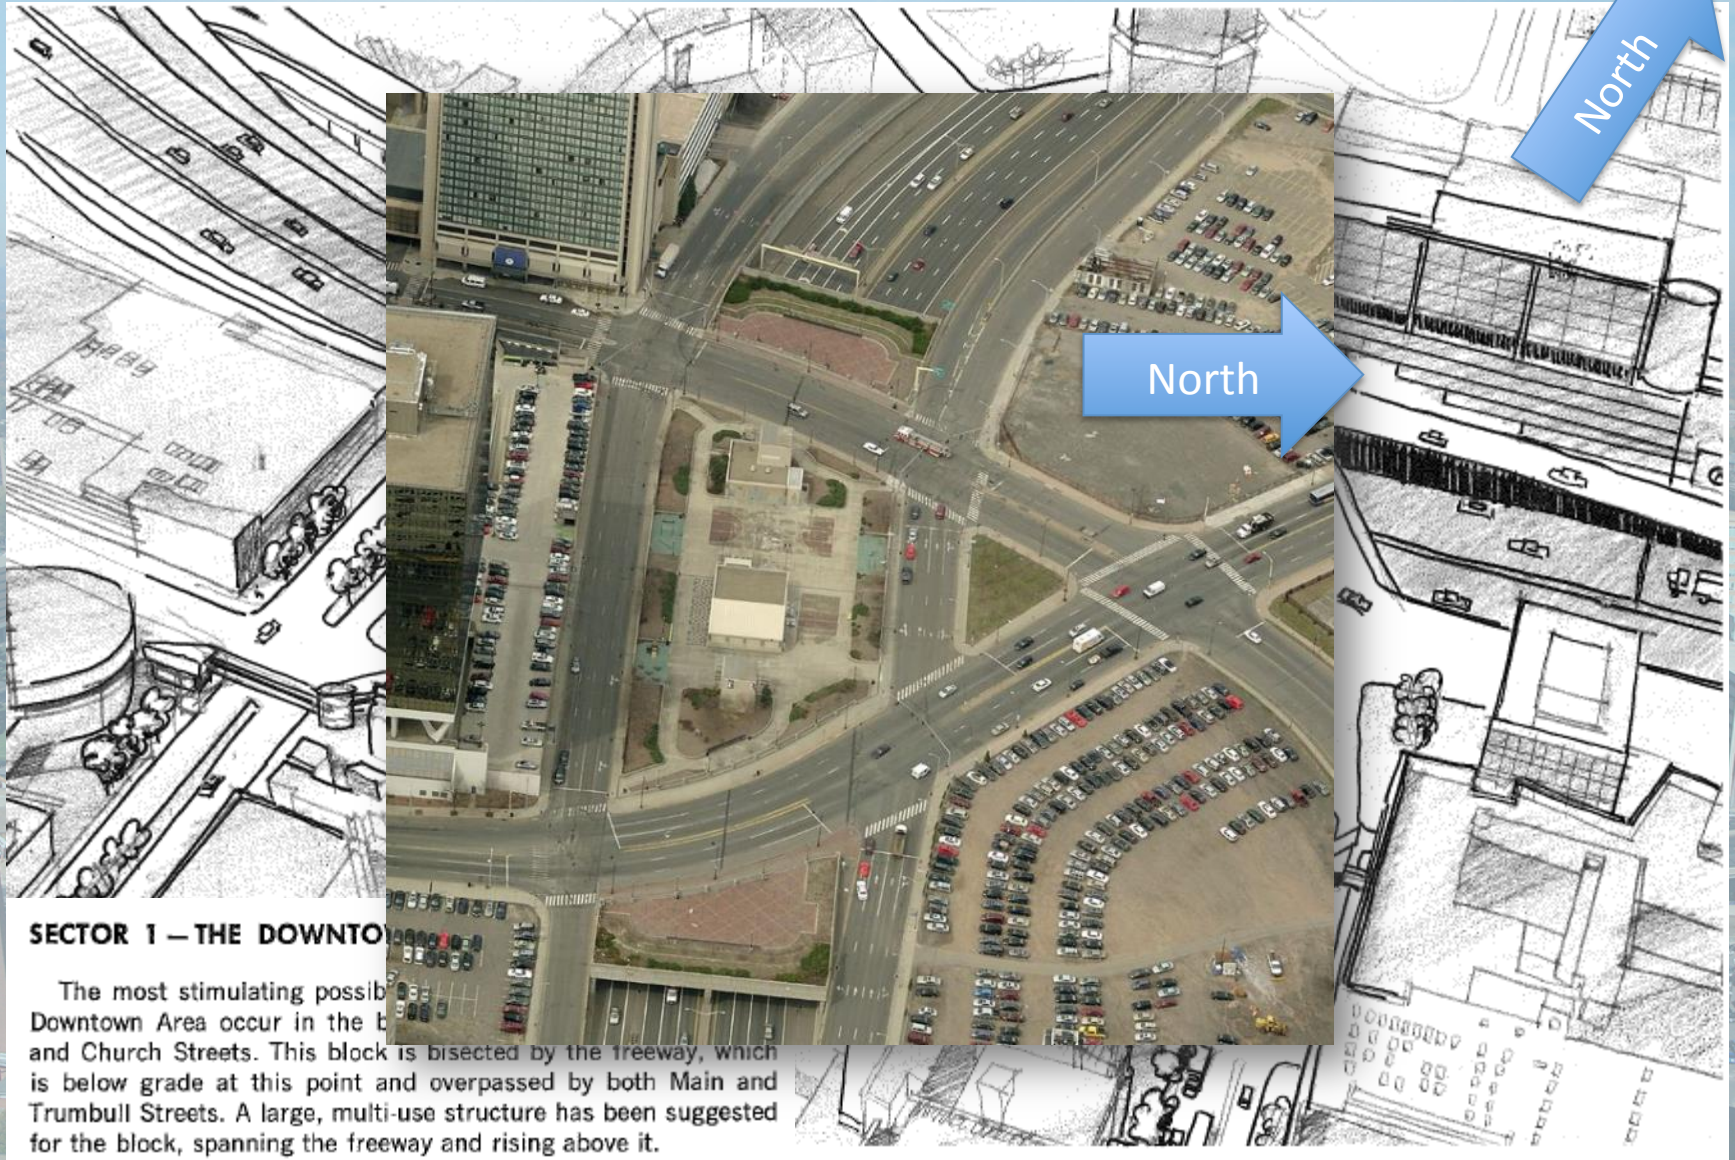 North
North
SECTOR 1 — THE DOWNTO
The most stimulating possib
Downtown Area occur in the b
and Church Streets. This block is bisected by the freeway, which
is below grade at this point and overpassed by both Main and
Trumbull Streets. A large, multi-use structure has been suggested
for the block, spanning the freeway and rising above it.